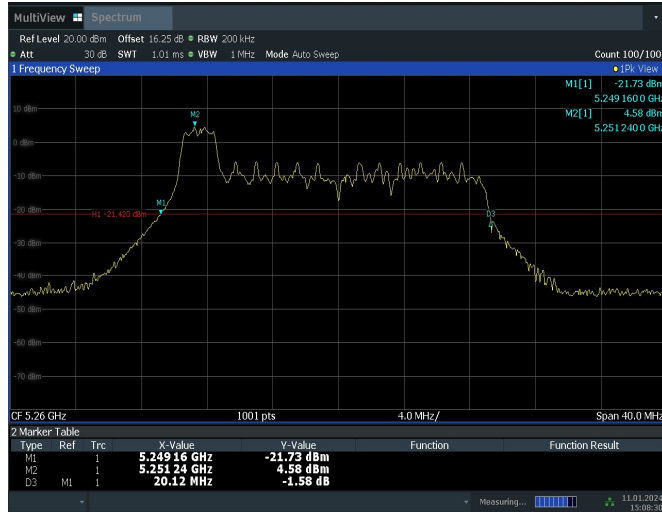 MultiView Spectrum
Ref Level 20.00 dBm Offset 16.25 dB RBW 200 kHz
Att 30 dB SWT 1.01 ms VBW 1 MHz Mode Auto Sweep Count 100/100
1 Frequency Sweep 1Pk View
M1[1] -21.73 dBm
5.2491600 GHz
M2[1] 4.58 dBm
5.2512400 GHz
10 dBm
M2
0 dBm
-10 dBm
M1
-20 dBm
H1 -21.420 dBm
D3
-30 dBm
-40 dBm
-50 dBm
-60 dBm
-70 dBm
CF 5.26 GHz 1001 pts 4.0 MHz/ Span 40.0 MHz
2 Marker Table
Type Ref Trc X-Value Y-Value Function Function Result
M1 1 5.249 16 GHz -21.73 dBm
M2 1 5.251 24 GHz 4.58 dBm
D3 M1 1 20.12 MHz -1.58 dB
Measuring... 11.01.2024
15:08:30